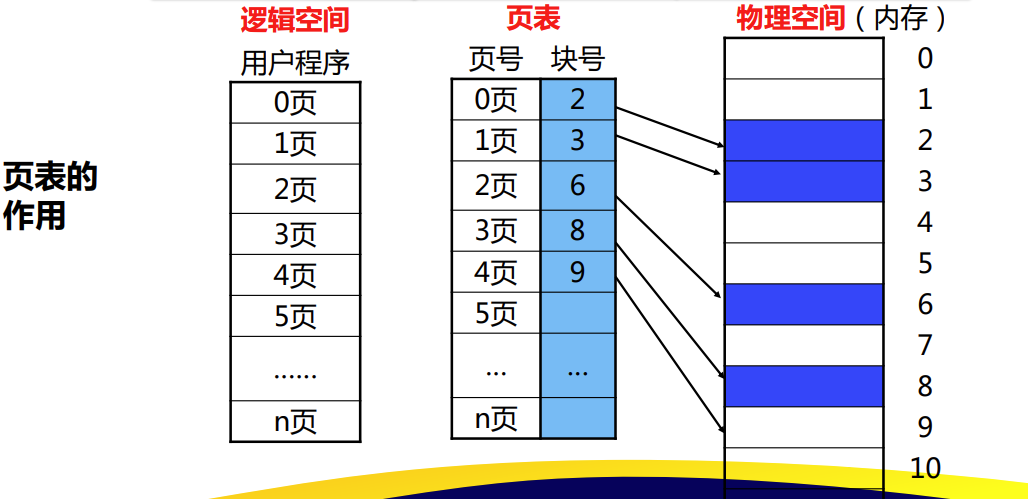 逻辑空间 页表 物理空间(内存)
用户程序 页号 块号
页表的
作用
0页
1页
2页
3页
4页
5页
......
n页
0页 2
1页 3
2页 6
3页 8
4页 9
5页
... ...
n页
0
1
2
3
4
5
6
7
8
9
10